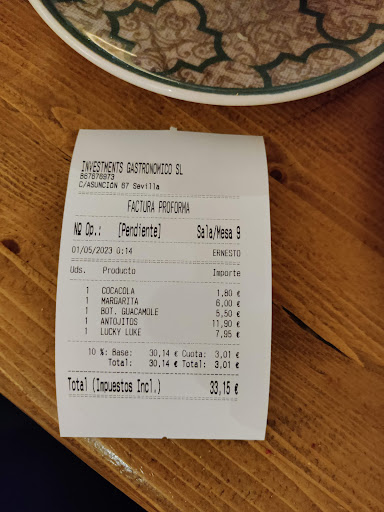 INVESTMENTS GASTRONOMICO SL
B67676973
C/ASUNCION 67 Sevilla
FACTURA PROFORMA
Nº Op.: [Pendiente] Sala/Mesa 9
01/05/2023 0:14 ERNESTO
Uds. Producto Importe
1 COCACOLA 1,80 €
1 MARGARITA 6,00 €
1 BOT. GUACAMOLE 5,50 €
1 ANTOJITOS 11,90 €
1 LUCKY LUKE 7,95 €
10 %: Base: 30,14 € Cuota: 3,01 €
Total: 30,14 € Total: 3,01 €
Total (Impuestos Incl.) 33,15 €